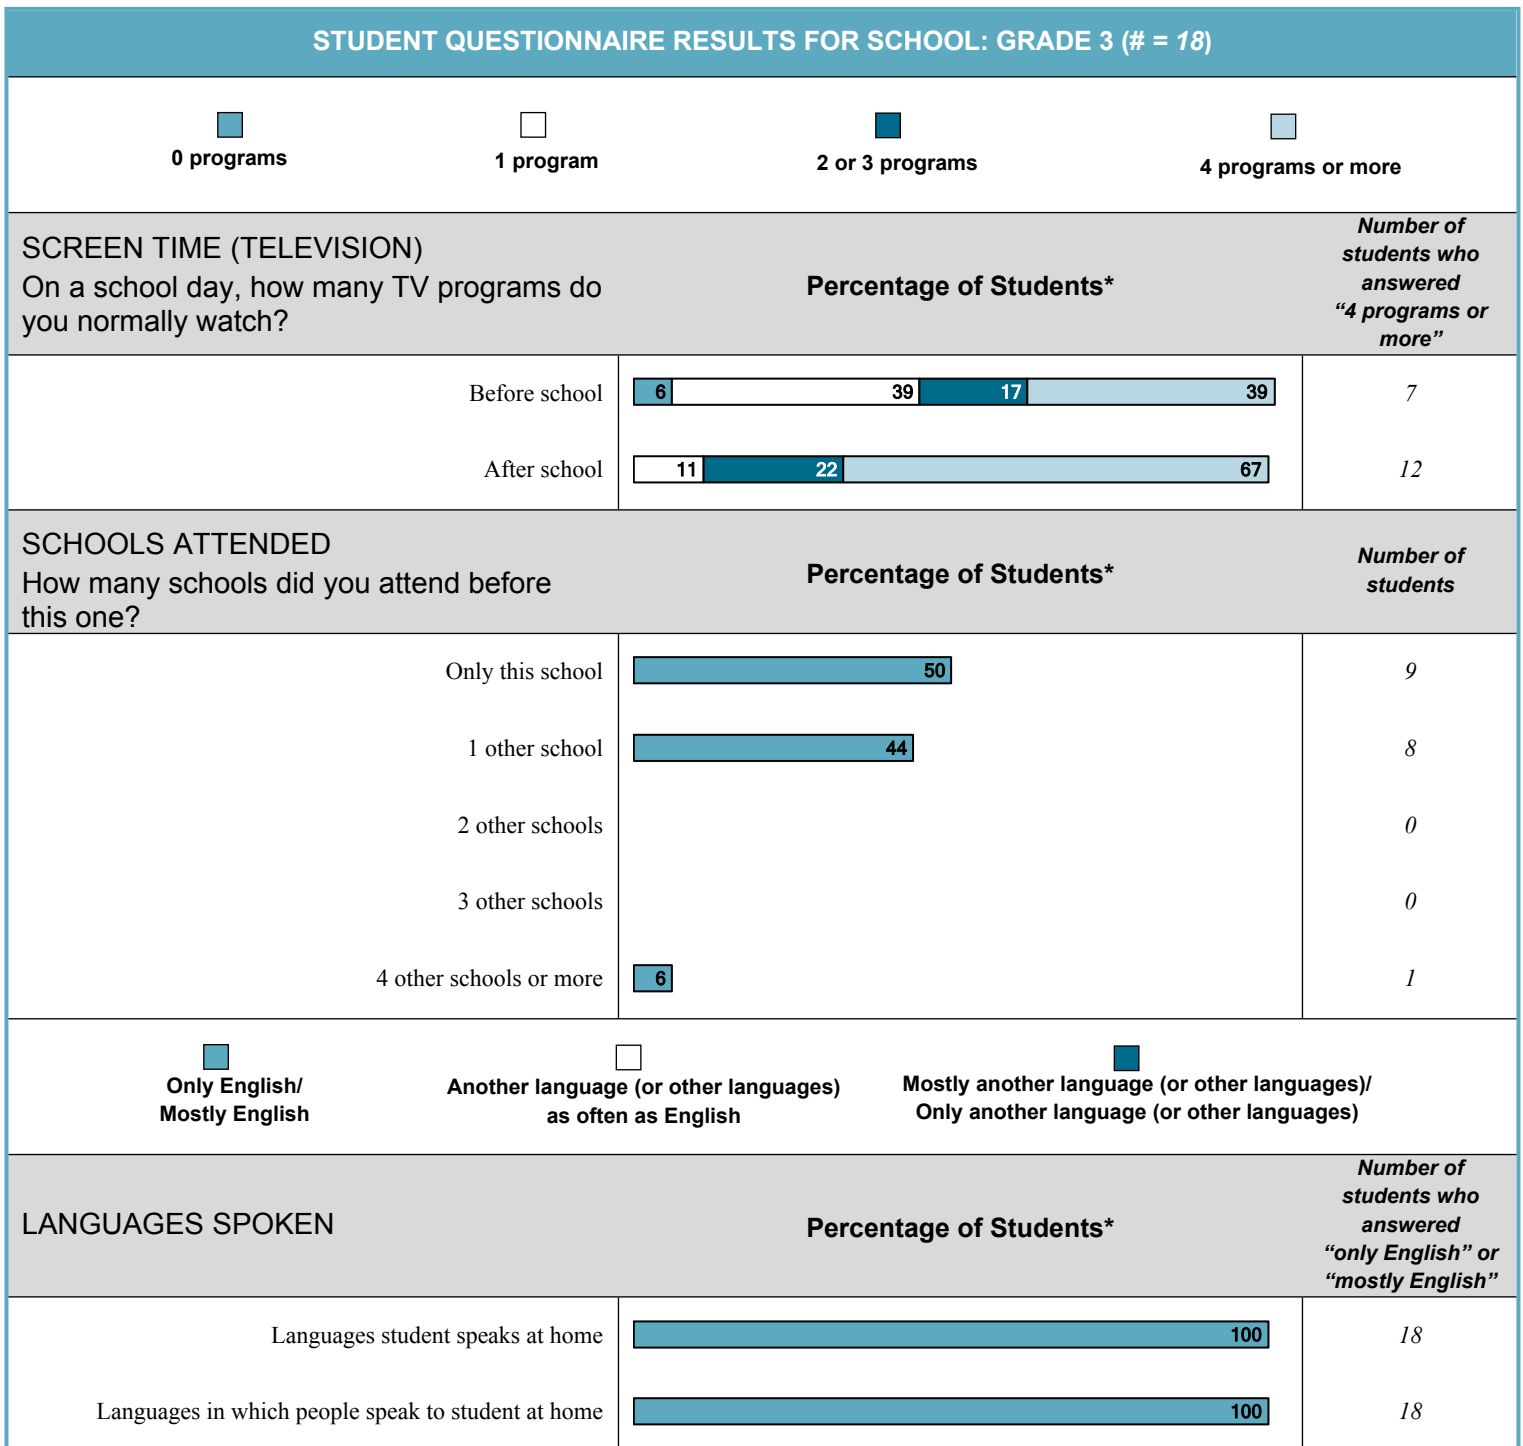 STUDENT QUESTIONNAIRE RESULTS FOR SCHOOL: GRADE 3 (# = 18)
0 programs
1 program
2 or 3 programs
4 programs or more
SCREEN TIME (TELEVISION)
On a school day, how many TV programs do
you normally watch?
Percentage of Students*
Number of
students who
answered
“4 programs or
more”
Before school 6 39 17 39 7
After school 11 22 67 12
SCHOOLS ATTENDED
How many schools did you attend before
this one?
Percentage of Students*
Number of
students
Only this school 50 9
1 other school 44 8
2 other schools 0
3 other schools 0
4 other schools or more 6 1
Only English/
Mostly English
Another language (or other languages)
as often as English
Mostly another language (or other languages)/
Only another language (or other languages)
LANGUAGES SPOKEN
Percentage of Students*
Number of
students who
answered
“only English” or
“mostly English”
Languages student speaks at home 100 18
Languages in which people speak to student at home 100 18